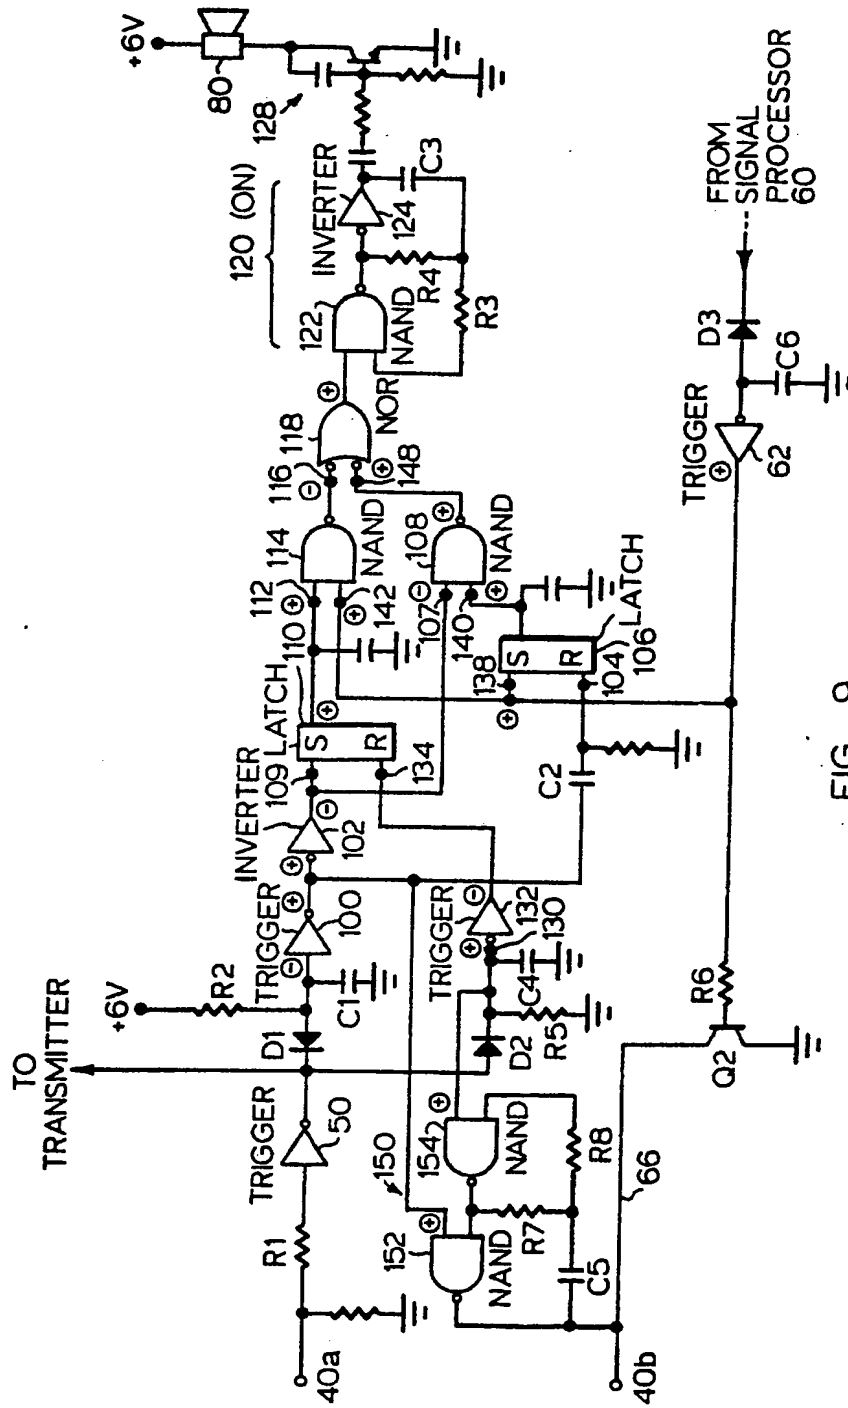 +6V
80
128
120 (ON)
INVERTER
124
C3
122
NAND
R4
R3
118
NOR
116
⊖
⊕
148
⊕
114
NAND
112
⊕
142
⊕
108
NAND
⊕
⊖
107
140
⊕
110
LATCH
S
R
⊕
109
134
INVERTER
102
⊖
⊕
138
S
R
LATCH
104
106
⊕
C2
TRIGGER
100
⊕
⊖
+6V
R2
D1
C1
TO
TRANSMITTER
TRIGGER
50
R1
40a
TRIGGER
132
130
⊖
⊕
C4
D2
R5
150
152
NAND
⊕
154
NAND
⊕
R7
R8
C5
66
40b
Q2
R6
TRIGGER
62
⊕
C6
D3
FROM
SIGNAL
PROCESSOR
60